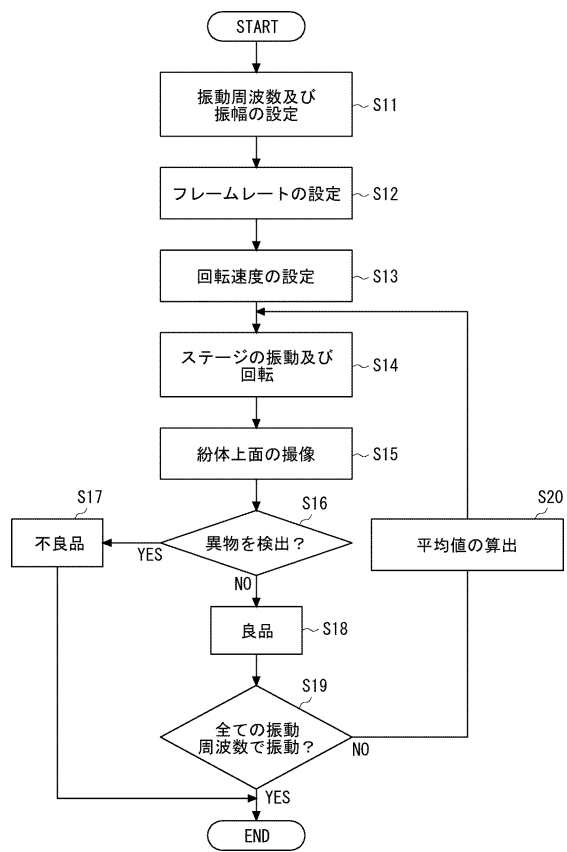 START
振動周波数及び
振幅の設定
S11
フレームレートの設定
S12
回転速度の設定
S13
ステージの振動及び
回転
S14
紛体上面の撮像
S15
S16
異物を検出?
YES
NO
S17
不良品
S20
平均値の算出
良品
S18
S19
全ての振動
周波数で振動?
NO
YES
END